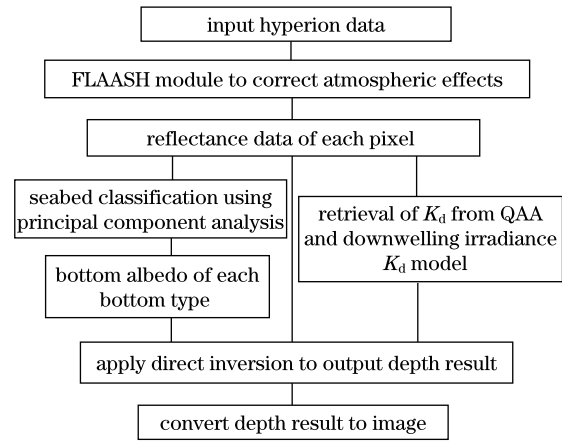 input hyperion data
FLAASH module to correct atmospheric effects
reflectance data of each pixel
seabed classification using
principal component analysis
bottom albedo of each
bottom type
retrieval of Kd from QAA
and downwelling irradiance
Kd model
apply direct inversion to output depth result
convert depth result to image